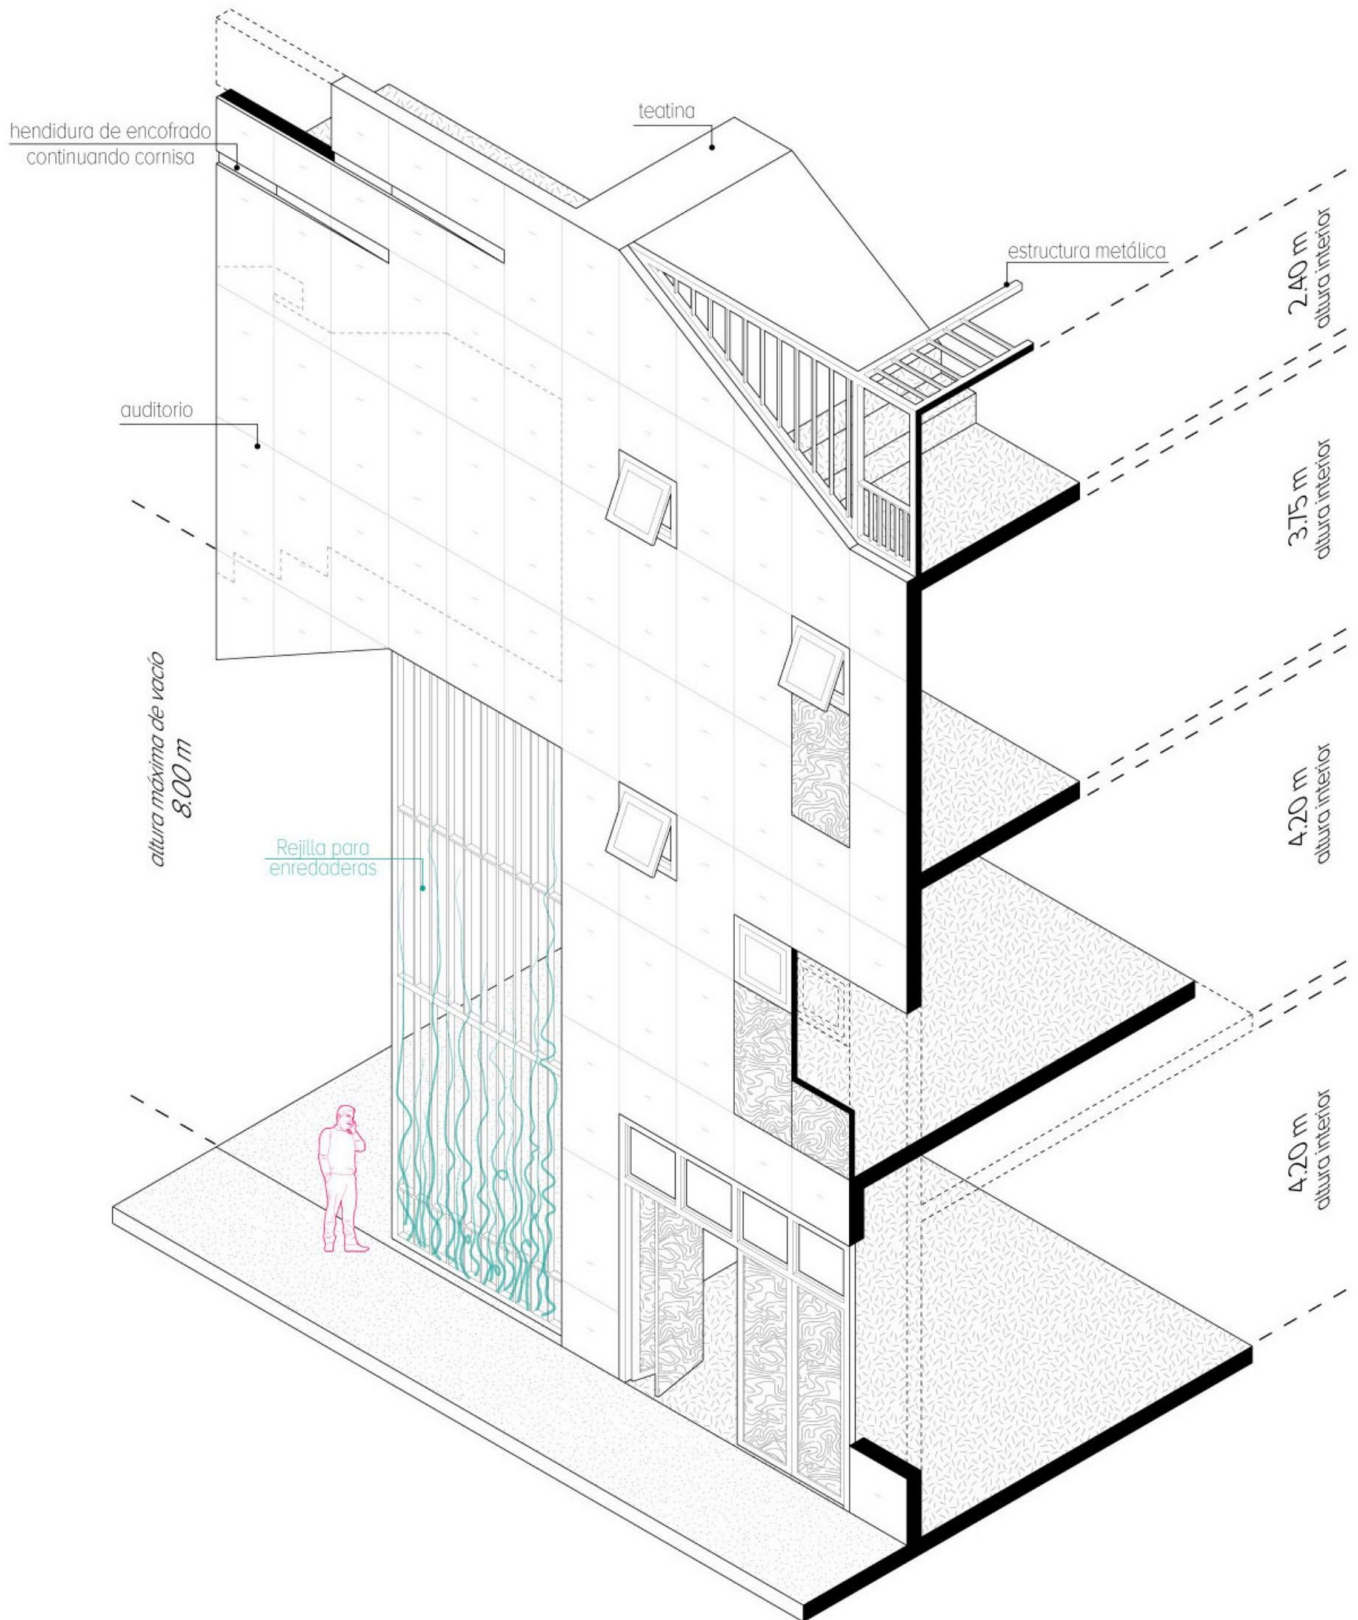 teatina
hendidura de encofrado
continuando cornisa
estructura metálica
2.40 m
altura interior
auditorio
3.75 m
altura interior
altura máxima de vacío
8.00 m
4.20 m
altura interior
Rejilla para
enredaderas
4.20 m
altura interior